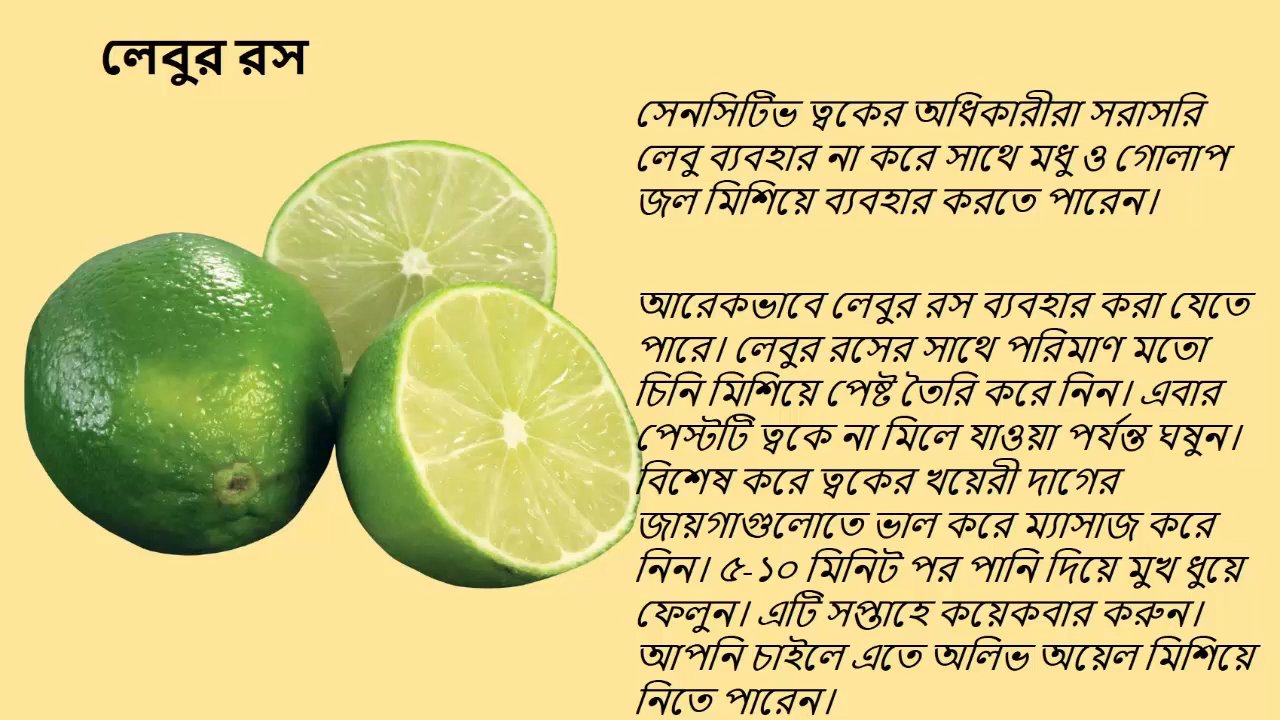 লেবুর রস
সেনসিটিভ ত্বকের অধিকারীরা সরাসরি
লেবু ব্যবহার না করে সাথে মধু ও গোলাপ
জল মিশিয়ে ব্যবহার করতে পারেন।
আরেকভাবে লেবুর রস ব্যবহার করা যেতে
পারে। লেবুর রসের সাথে পরিমাণ মতো
চিনি মিশিয়ে পেষ্ট তৈরি করে নিন। এবার
পেস্টটি ত্বকে না মিলে যাওয়া পর্যন্ত ঘষুন।
বিশেষ করে ত্বকের খয়েরী দাগের
জায়গাগুলোতে ভাল করে ম্যাসাজ করে
নিন। ৫-১০ মিনিট পর পানি দিয়ে মুখ ধুয়ে
ফেলুন। এটি সপ্তাহে কয়েকবার করুন।
আপনি চাইলে এতে অলিভ অয়েল মিশিয়ে
নিতে পারেন।